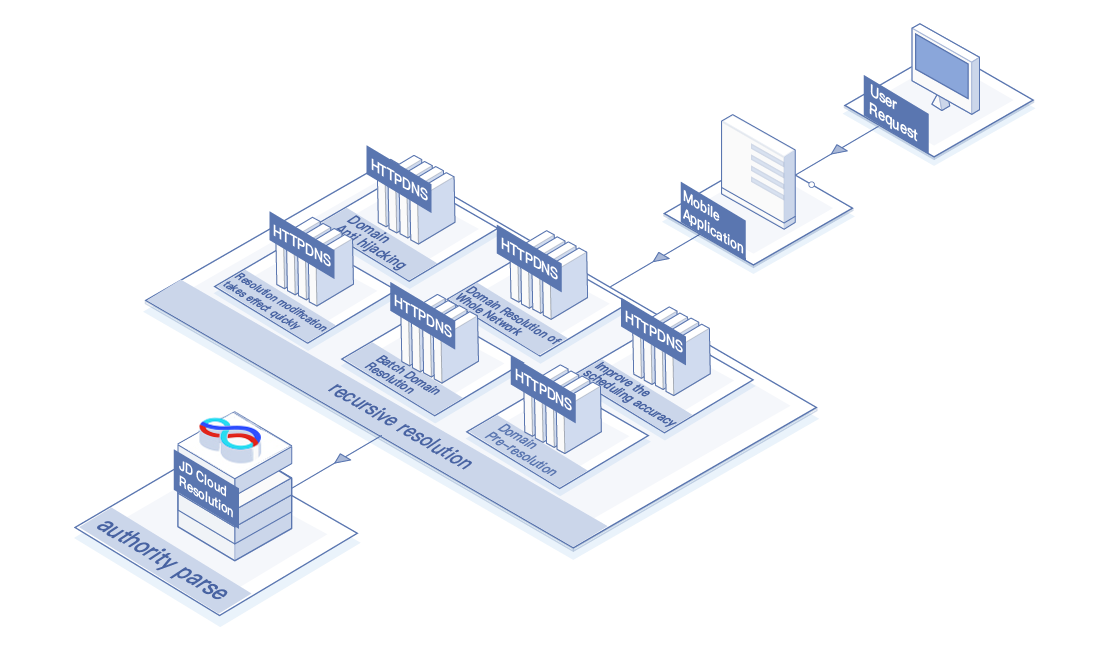 User
Request
Mobile
Application
HTTPDNS
Domain
Anti hijacking
HTTPDNS
Resolution modification
takes effect quickly
HTTPDNS
Domain Resolution of
Whole Network
HTTPDNS
Batch Domain
Resolution
HTTPDNS
Improve the
scheduling accuracy
HTTPDNS
Domain
Pre-resolution
recursive resolution
JD Cloud
Resolution
authority parse